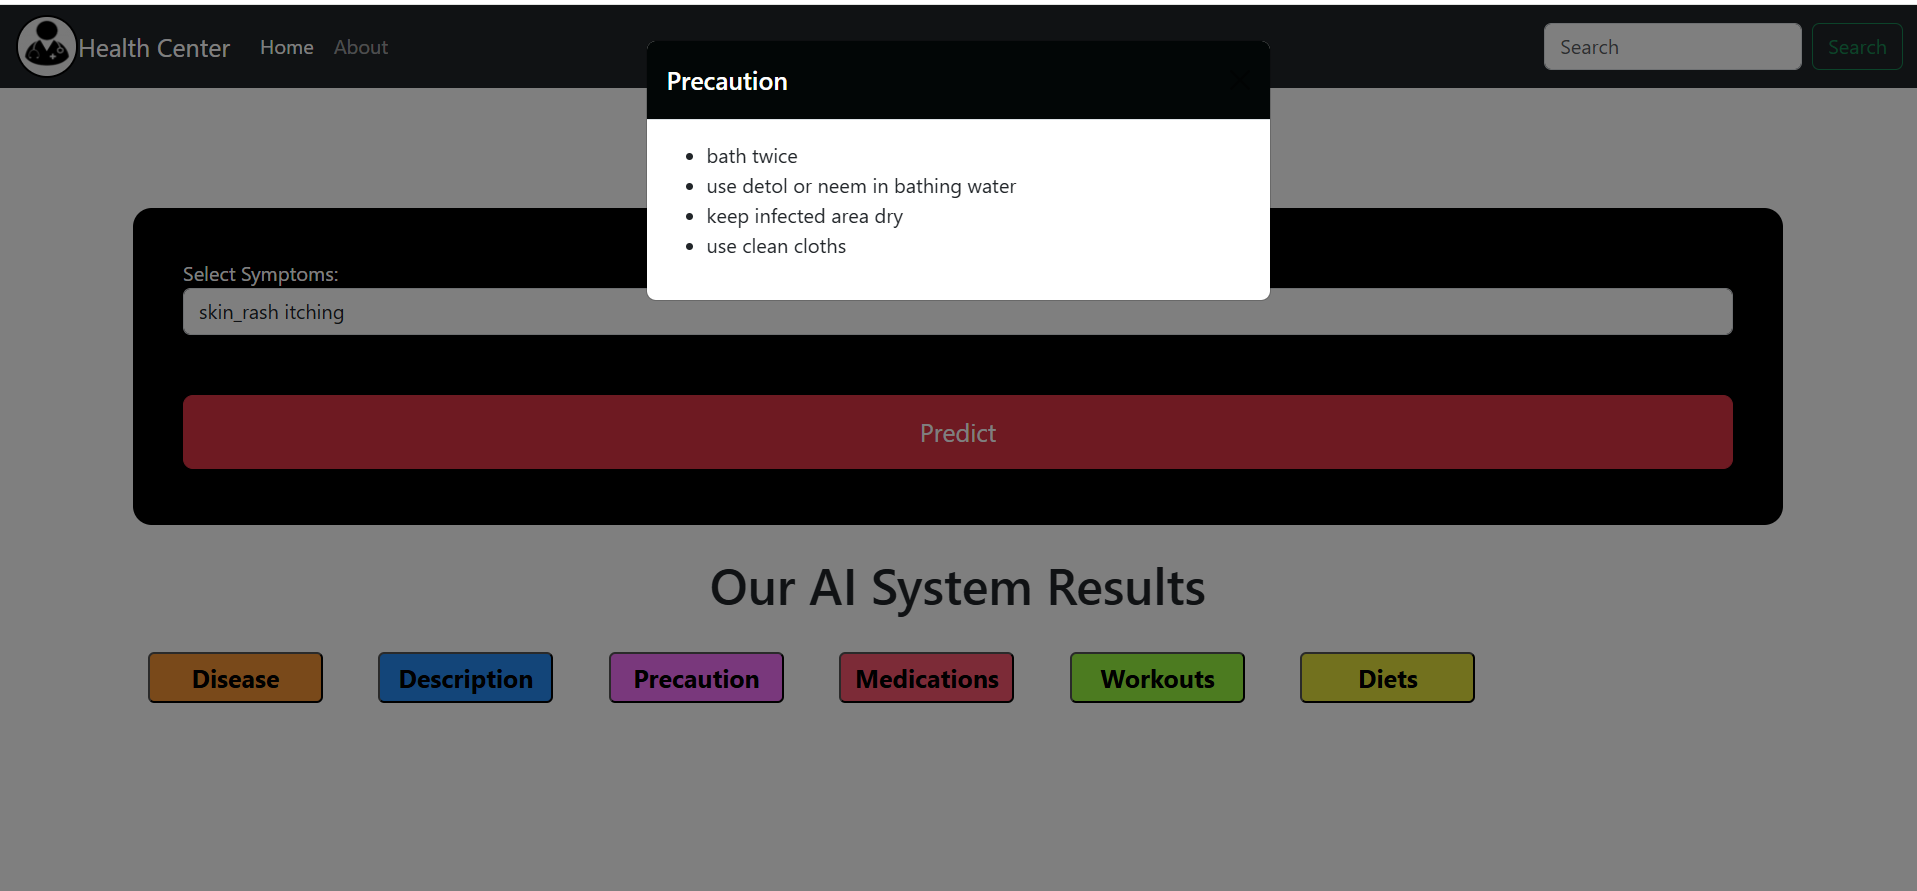 Health Center Home About Search Search
Precaution
bath twice
use detol or neem in bathing water
keep infected area dry
use clean cloths
Select Symptoms:
skin_rash itching
Predict
Our AI System Results
Disease Description Precaution Medications Workouts Diets